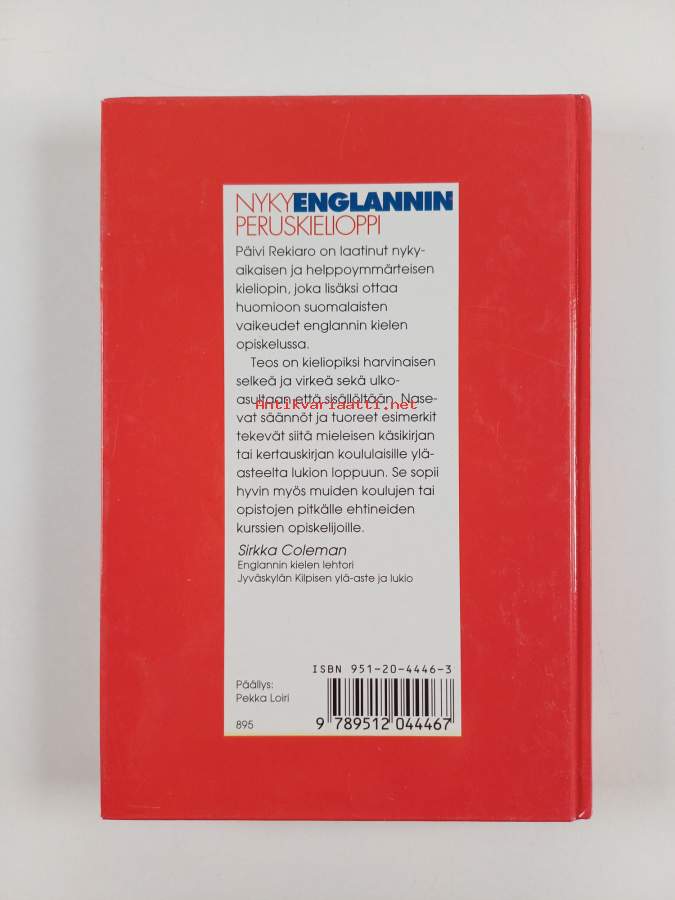 NYKYENGLANNIN
PERUSKIELIOPPI
Päivi Rekiaro on laatinut nyky-
aikaisen ja helppoymmärteisen
kieliopin, joka lisäksi ottaa
huomioon suomalaisten
vaikeudet englannin kielen
opiskelussa.
Teos on kieliopiksi harvinaisen
selkeä ja virkeä sekä ulko-
asultaan että sisällöltään. Nase-
Antikvariaatti.net
vat säännöt ja tuoreet esimerkit
tekevät siitä mieleisen käsikirjan
tai kertauskirjan koululaisille ylä-
asteelta lukion loppuun. Se sopii
hyvin myös muiden koulujen tai
opistojen pitkälle ehtineiden
kurssien opiskelijoille.
Sirkka Coleman
Englannin kielen lehtori
Jyväskylän Kilpisen ylä-aste ja lukio
ISBN 951-20-4446-3
Päällys:
Pekka Loiri
895
9 789512 044467